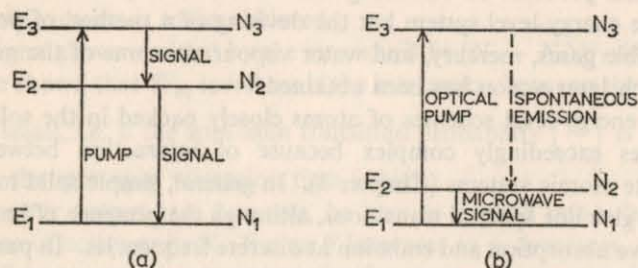 E₃ N₃ E₃ N₃
SIGNAL
E₂ N₂
OPTICAL SPONTANEOUS
PUMP EMISSION
PUMP SIGNAL
E₂ N₂
MICROWAVE
SIGNAL
E₁ N₁ E₁ N₁
(a) (b)